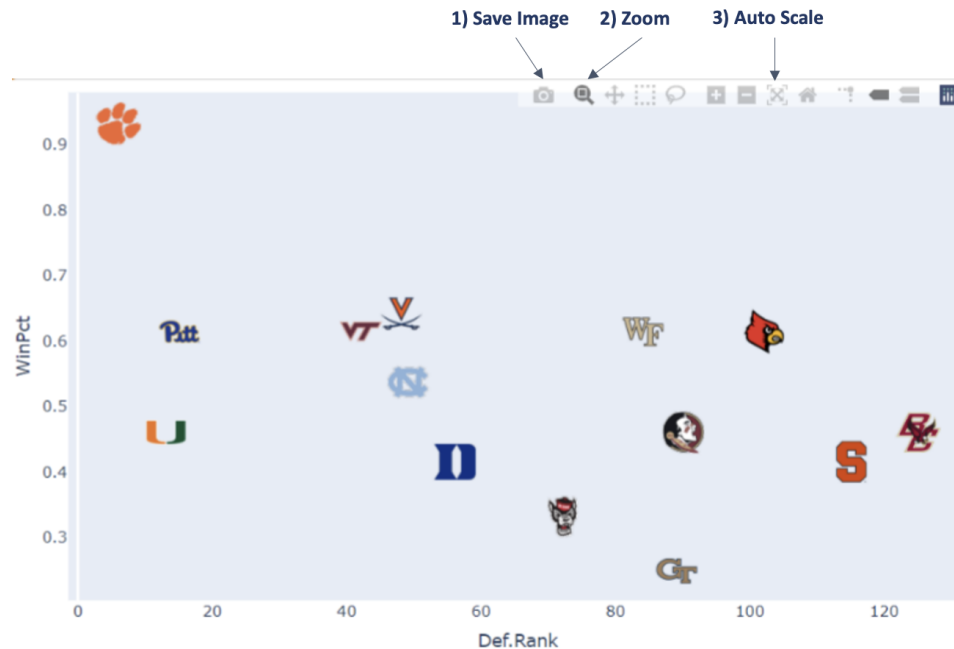 1) Save Image 2) Zoom 3) Auto Scale
0.9
0.8
0.7
0.6
0.5
0.4
0.3
WinPct
Pitt
VT
V
WF
NC
U
D
S
BC
GT
0 20 40 60 80 100 120
Def.Rank